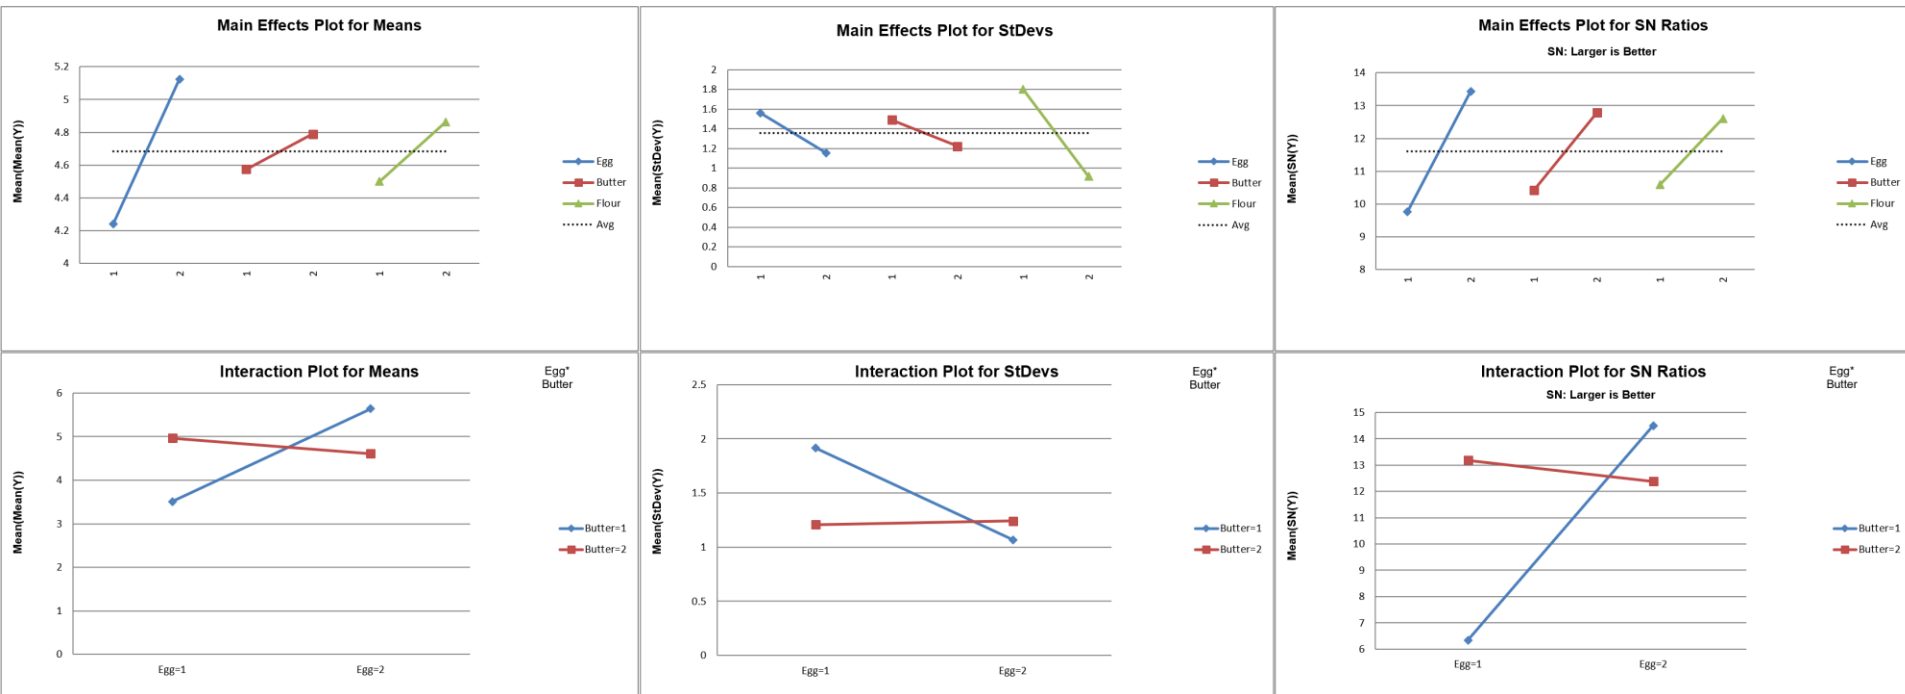 Main Effects Plot for Means
Mean(Mean(Y))
5.2
5
4.8
4.6
4.4
4.2
4
1
2
1
2
1
2
Egg
Butter
Flour
Avg
Main Effects Plot for StDevs
Mean(StDev(Y))
2
1.8
1.6
1.4
1.2
1
0.8
0.6
0.4
0.2
0
1
2
1
2
1
2
Egg
Butter
Flour
Avg
Main Effects Plot for SN Ratios
SN: Larger is Better
Mean(SN(Y))
14
13
12
11
10
9
8
1
2
1
2
1
2
Egg
Butter
Flour
Avg
Interaction Plot for Means
Egg*
Butter
Mean(Mean(Y))
6
5
4
3
2
1
0
Egg=1
Egg=2
Butter=1
Butter=2
Interaction Plot for StDevs
Egg*
Butter
Mean(StDev(Y))
2.5
2
1.5
1
0.5
0
Egg=1
Egg=2
Butter=1
Butter=2
Interaction Plot for SN Ratios
Egg*
Butter
SN: Larger is Better
Mean(SN(Y))
15
14
13
12
11
10
9
8
7
6
Egg=1
Egg=2
Butter=1
Butter=2